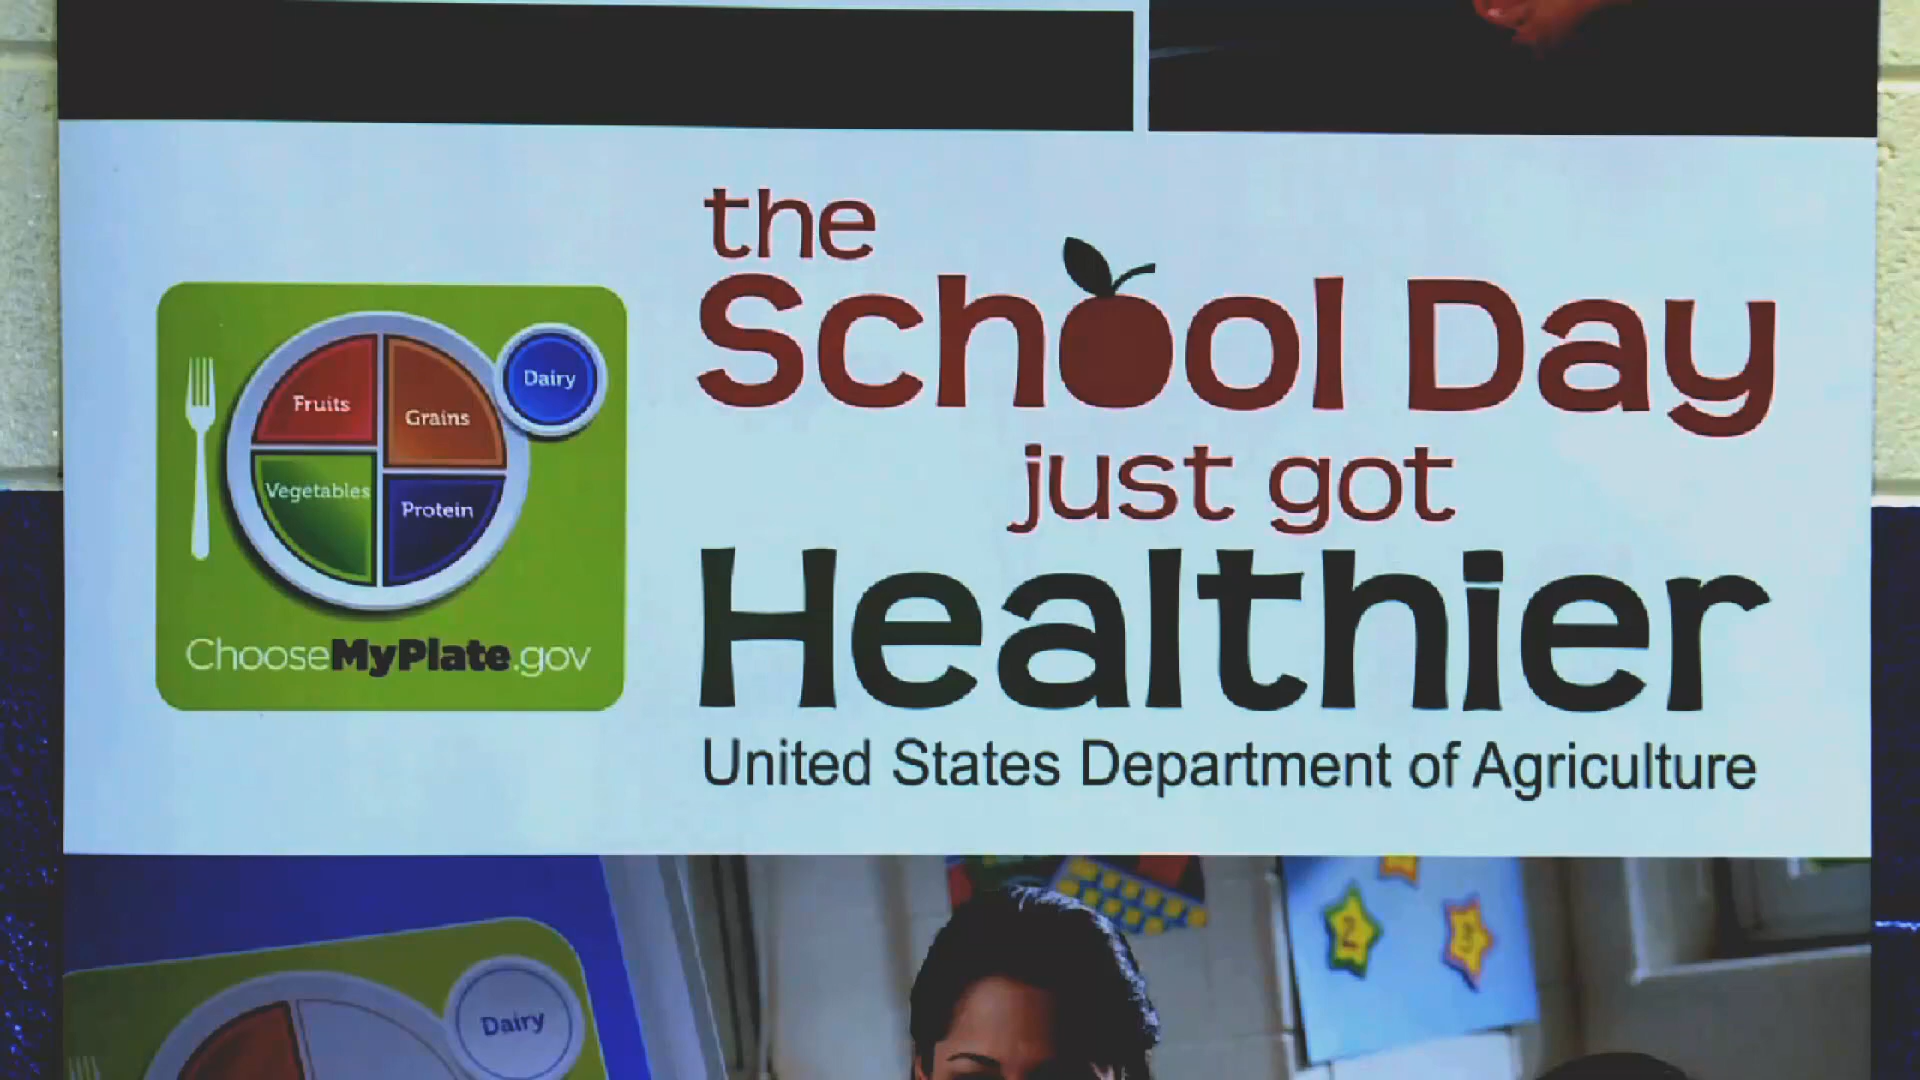 the
School Day
just got
Healthier
United States Department of Agriculture
Fruits
Grains
Dairy
Vegetables
Protein
ChooseMyPlate.gov
Dairy
2